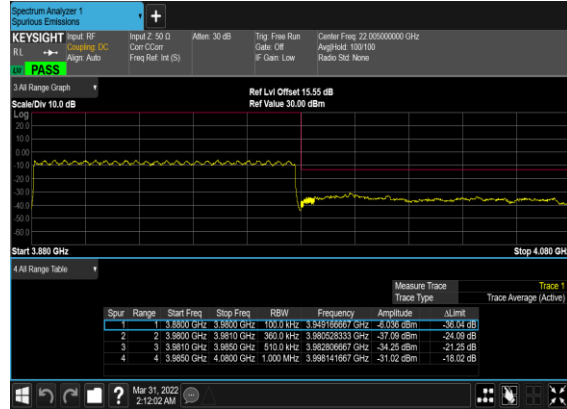 Spectrum Analyzer 1
Spurious Emissions
KEYSIGHT Input: RF Input Z: 50 Ω Atten: 30 dB Trig: Free Run Center Freq: 22.005000000 GHz
RL Coupling: DC Corr CCorr Gate: Off Avg|Hold: 100/100
Align: Auto Freq Ref: Int (S) IF Gain: Low Radio Std: None
LW PASS
3 All Range Graph
Ref Lvl Offset 15.55 dB
Scale/Div 10.0 dB Ref Value 30.00 dBm
Log
20.0
10.0
0.00
-10.0
-20.0
-30.0
-40.0
-50.0
-60.0
Start 3.880 GHz Stop 4.080 GHz
4 All Range Table
Measure Trace Trace 1
Trace Type Trace Average (Active)
Spur Range Start Freq Stop Freq RBW Frequency Amplitude ΔLimit
1 1 3.8800 GHz 3.9800 GHz 100.0 kHz 3.949166667 GHz -6.036 dBm -36.04 dB
2 2 3.9800 GHz 3.9810 GHz 360.0 kHz 3.980528333 GHz -37.09 dBm -24.09 dB
3 3 3.9810 GHz 3.9850 GHz 510.0 kHz 3.982806667 GHz -34.25 dBm -21.25 dB
4 4 3.9850 GHz 4.0800 GHz 1.000 MHz 3.998141667 GHz -31.02 dBm -18.02 dB
? Mar 31, 2022
2:12:02 AM